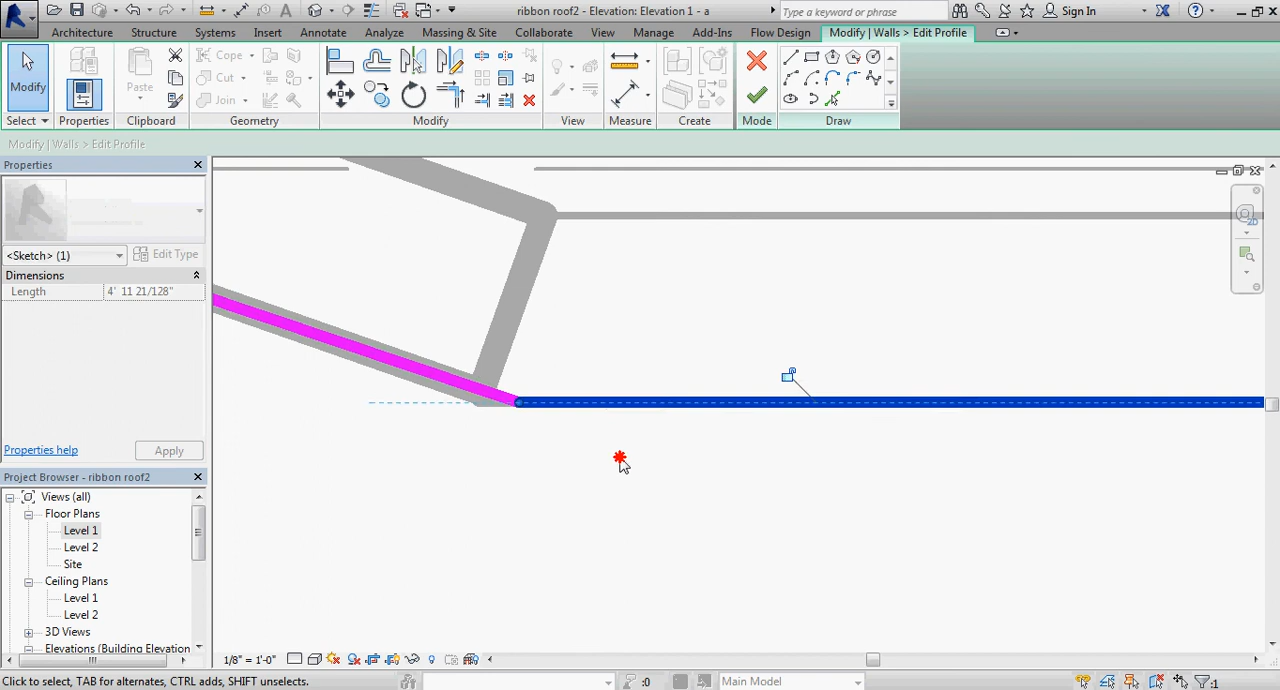 ribbon roof2 - Elevation: Elevation 1 - a
Type a keyword or phrase
Sign In
Architecture Structure Systems Insert Annotate Analyze Massing & Site Collaborate View Manage Add-Ins Flow Design Modify | Walls > Edit Profile
Modify
Paste
Cope
Cut
Join
Select Properties Clipboard Geometry Modify View Measure Create Mode Draw
Modify | Walls > Edit Profile
Properties
<Sketch> (1)
Edit Type
Dimensions
Length 4' 11 21/128"
Properties help
Apply
Project Browser - ribbon roof2
Views (all)
Floor Plans
Level 1
Level 2
Site
Ceiling Plans
Level 1
Level 2
3D Views
Elevations (Building Elevation
2D
1/8" = 1'-0"
Click to select, TAB for alternates, CTRL adds, SHIFT unselects.
:0
Main Model
:1